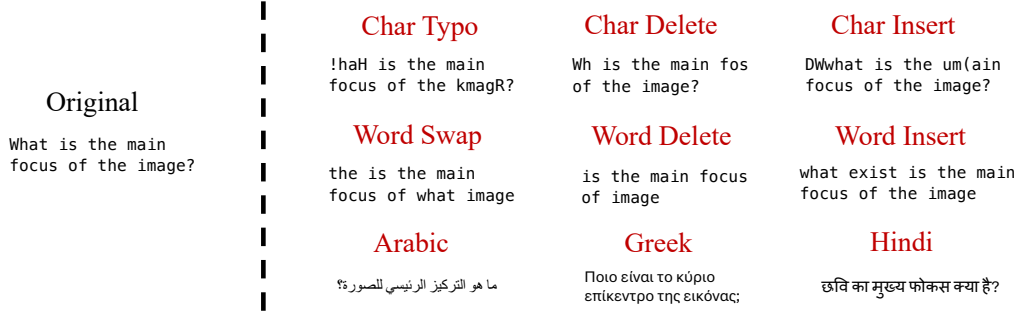 Original
What is the main
focus of the image?
Char Typo
!haH is the main
focus of the kmagR?
Char Delete
Wh is the main fos
of the image?
Char Insert
DWwhat is the um(ain
focus of the image?
Word Swap
the is the main
focus of what image
Word Delete
is the main focus
of image
Word Insert
what exist is the main
focus of the image
Arabic
ما هو التركيز الرئيسي للصورة؟
Greek
Ποιο είναι το κύριο
επίκεντρο της εικόνας;
Hindi
छवि का मुख्य फोकस क्या है?